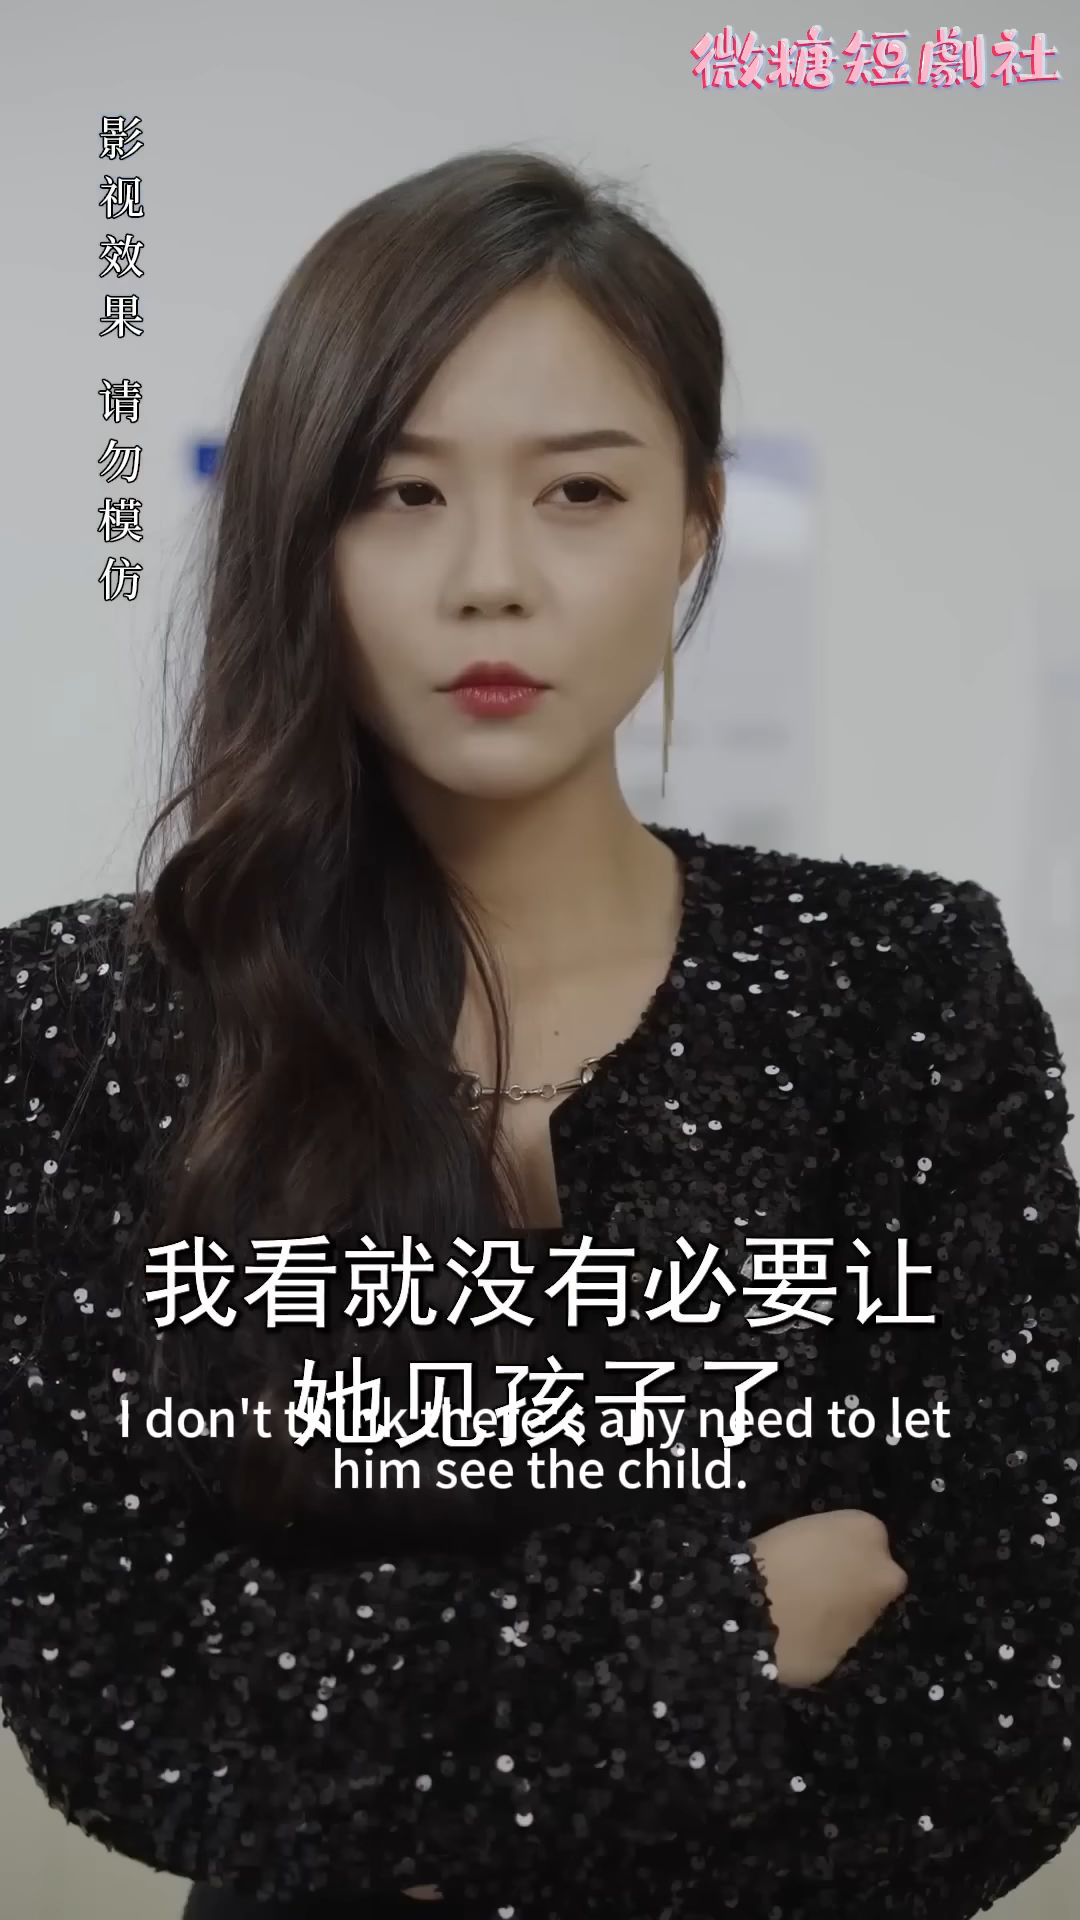 微糖短劇社
影视效果 请勿模仿
我看就没有必要让
她见孩子了
I don't think there's any need to let
him see the child.